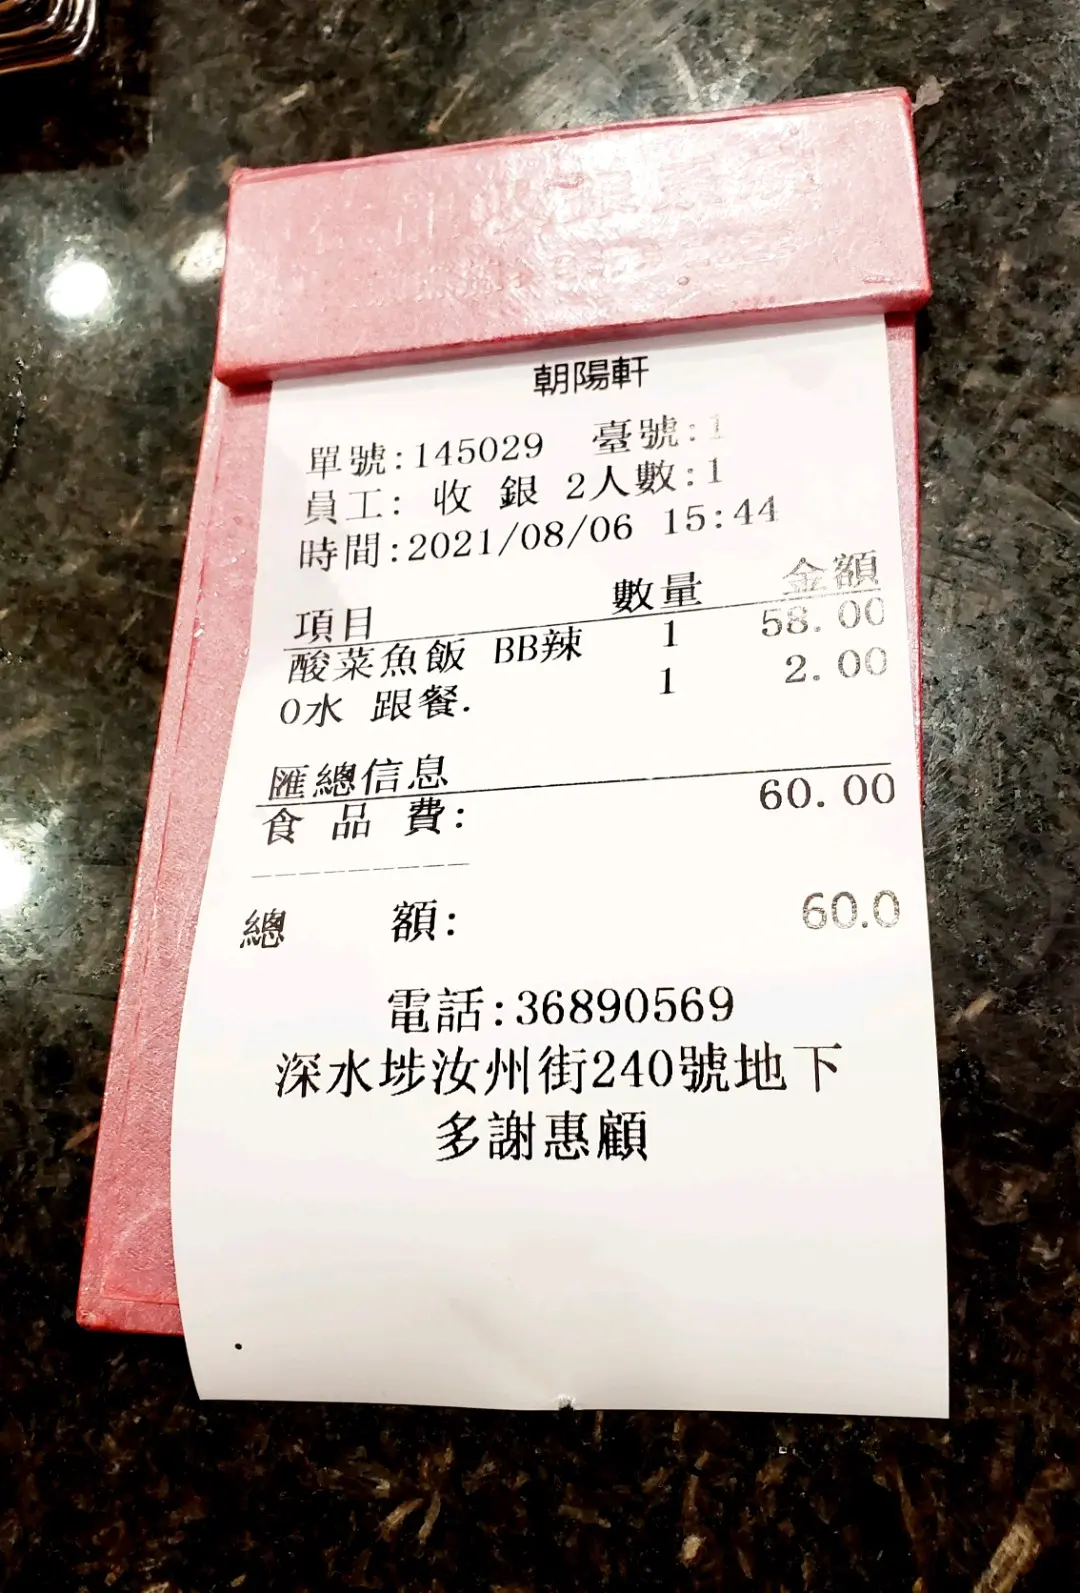 朝陽軒
單號:145029 臺號:1
員工: 收 銀 2人數:1
時間:2021/08/06 15:44
項目 數量 金額
酸菜魚飯 BB辣 1 58.00
0水 跟餐. 1 2.00
匯總信息
食 品 費: 60.00
總 額: 60.0
電話:36890569
深水埗汝州街240號地下
多謝惠顧